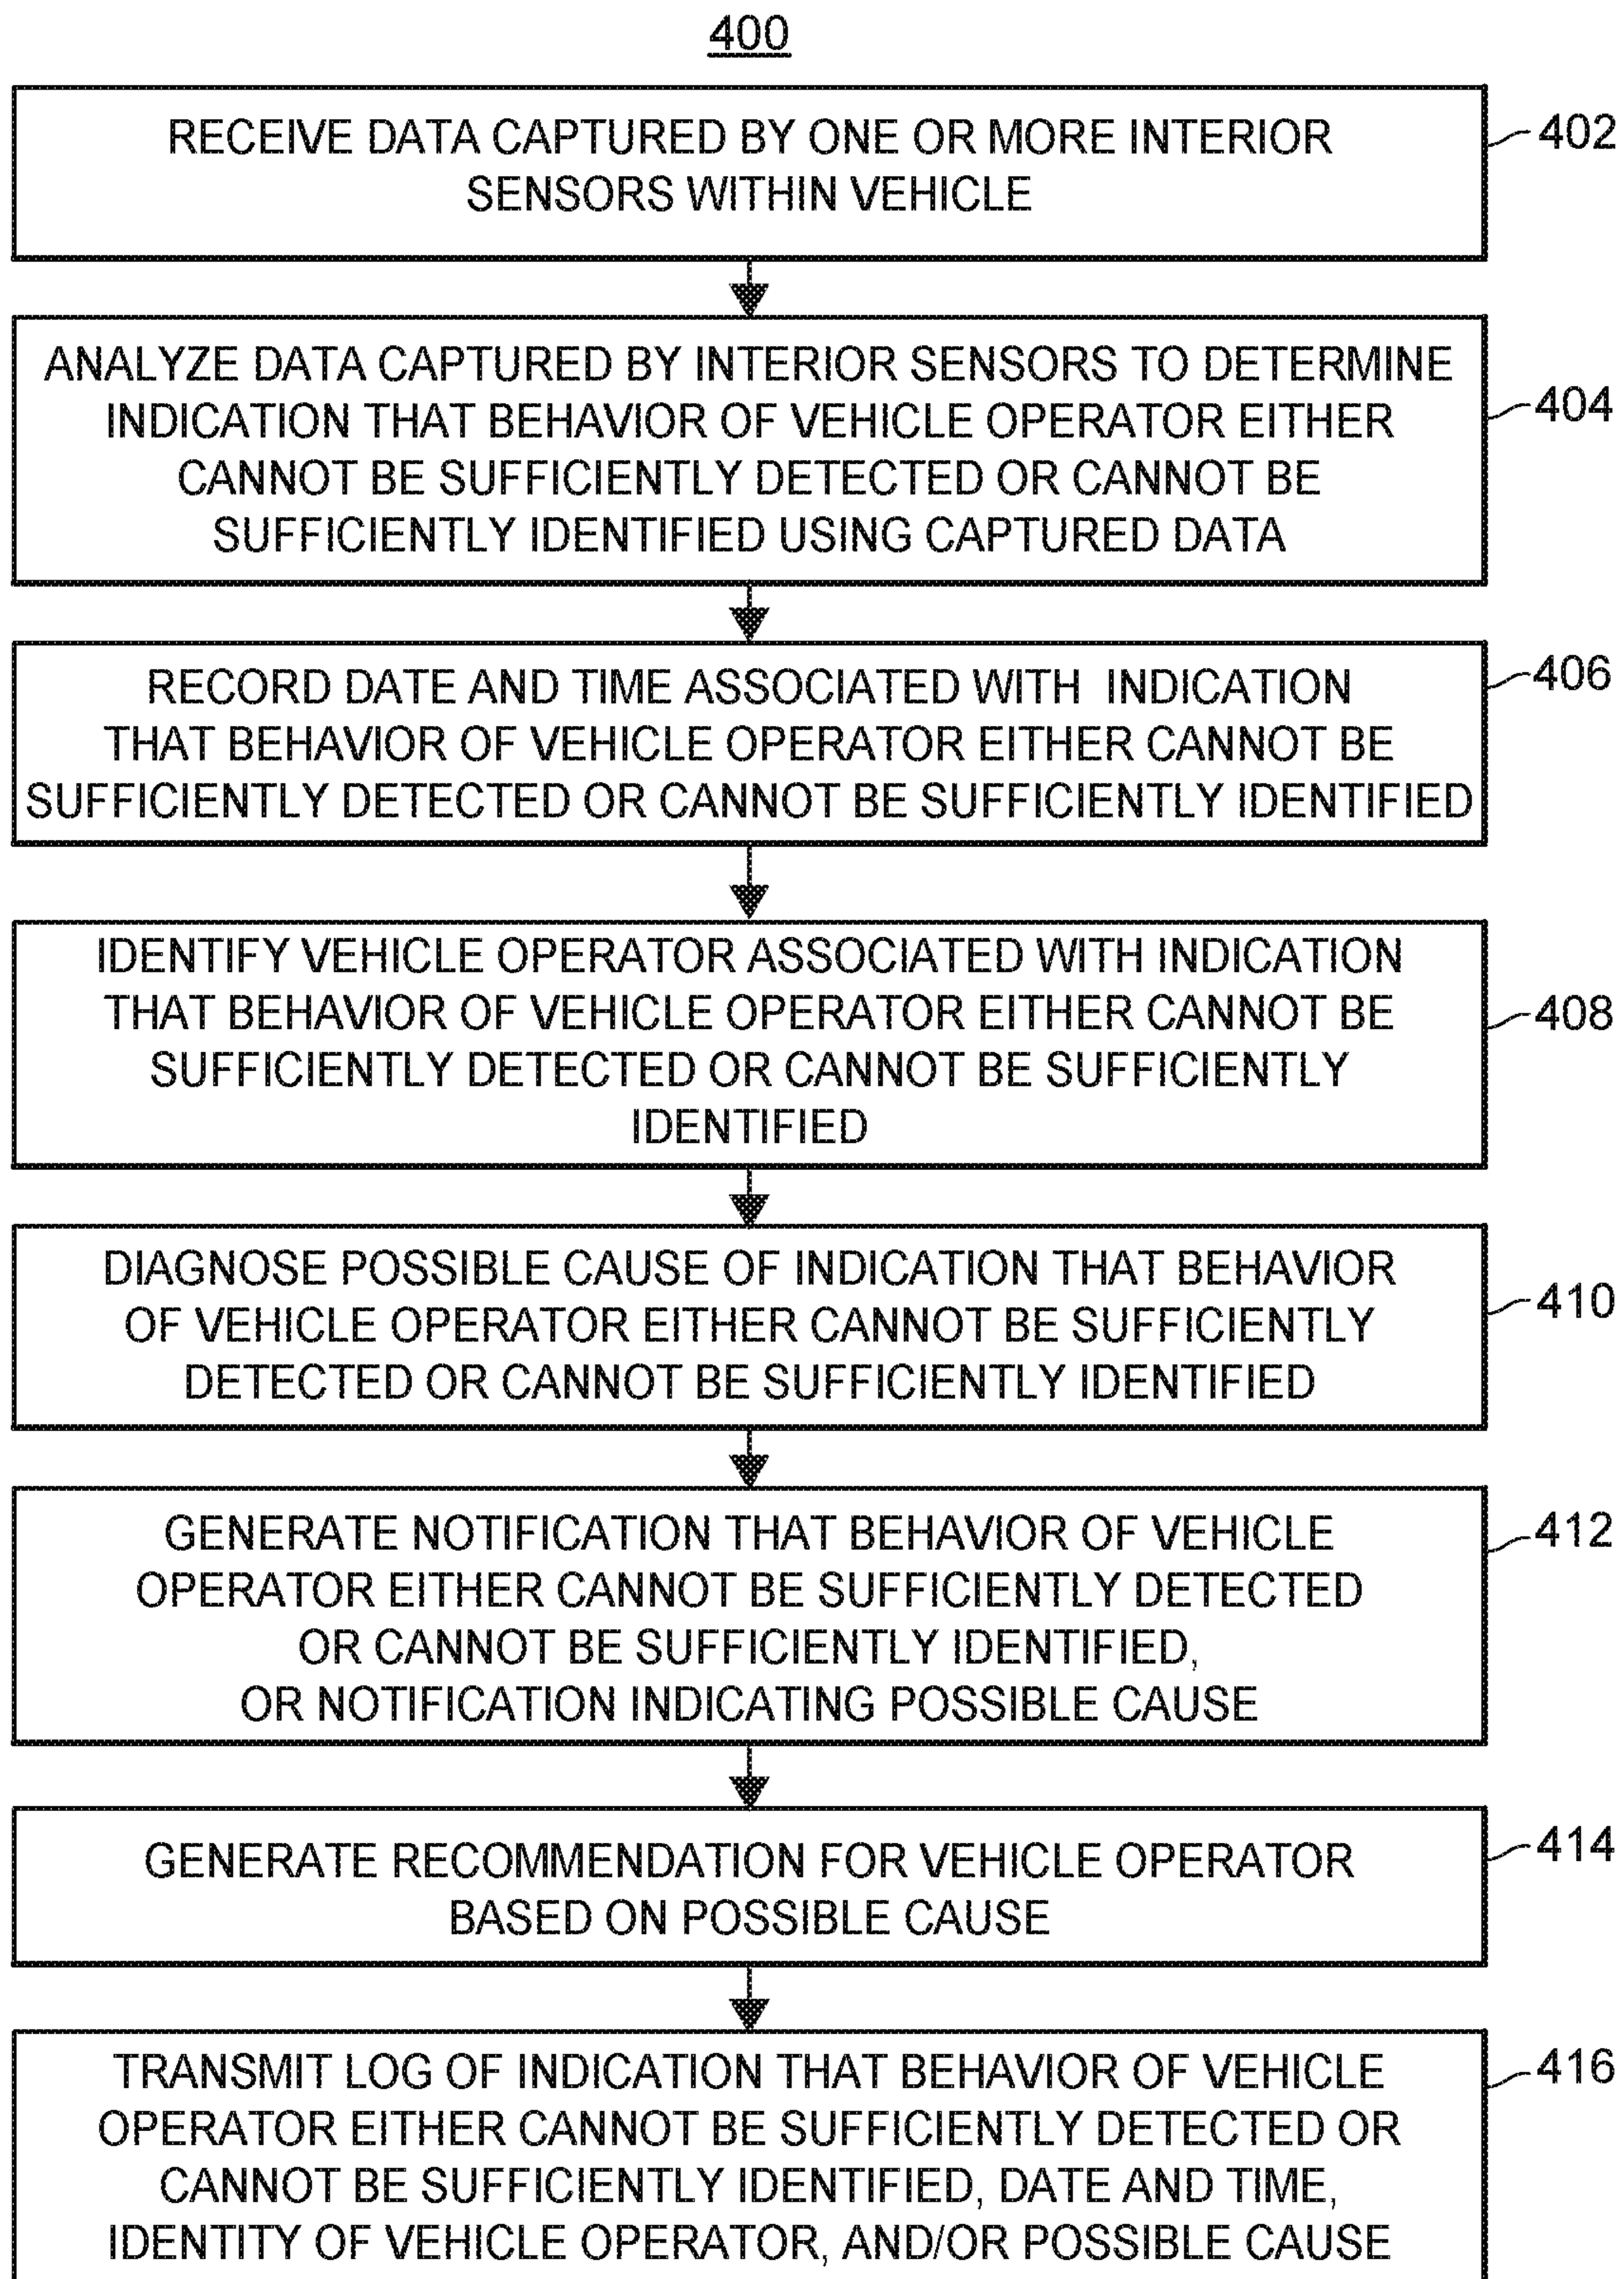 400
RECEIVE DATA CAPTURED BY ONE OR MORE INTERIOR
SENSORS WITHIN VEHICLE
402
ANALYZE DATA CAPTURED BY INTERIOR SENSORS TO DETERMINE
INDICATION THAT BEHAVIOR OF VEHICLE OPERATOR EITHER
CANNOT BE SUFFICIENTLY DETECTED OR CANNOT BE
SUFFICIENTLY IDENTIFIED USING CAPTURED DATA
404
RECORD DATE AND TIME ASSOCIATED WITH INDICATION
THAT BEHAVIOR OF VEHICLE OPERATOR EITHER CANNOT BE
SUFFICIENTLY DETECTED OR CANNOT BE SUFFICIENTLY IDENTIFIED
406
IDENTIFY VEHICLE OPERATOR ASSOCIATED WITH INDICATION
THAT BEHAVIOR OF VEHICLE OPERATOR EITHER CANNOT BE
SUFFICIENTLY DETECTED OR CANNOT BE SUFFICIENTLY
IDENTIFIED
408
DIAGNOSE POSSIBLE CAUSE OF INDICATION THAT BEHAVIOR
OF VEHICLE OPERATOR EITHER CANNOT BE SUFFICIENTLY
DETECTED OR CANNOT BE SUFFICIENTLY IDENTIFIED
410
GENERATE NOTIFICATION THAT BEHAVIOR OF VEHICLE
OPERATOR EITHER CANNOT BE SUFFICIENTLY DETECTED
OR CANNOT BE SUFFICIENTLY IDENTIFIED,
OR NOTIFICATION INDICATING POSSIBLE CAUSE
412
GENERATE RECOMMENDATION FOR VEHICLE OPERATOR
BASED ON POSSIBLE CAUSE
414
TRANSMIT LOG OF INDICATION THAT BEHAVIOR OF VEHICLE
OPERATOR EITHER CANNOT BE SUFFICIENTLY DETECTED OR
CANNOT BE SUFFICIENTLY IDENTIFIED, DATE AND TIME,
IDENTITY OF VEHICLE OPERATOR, AND/OR POSSIBLE CAUSE
416